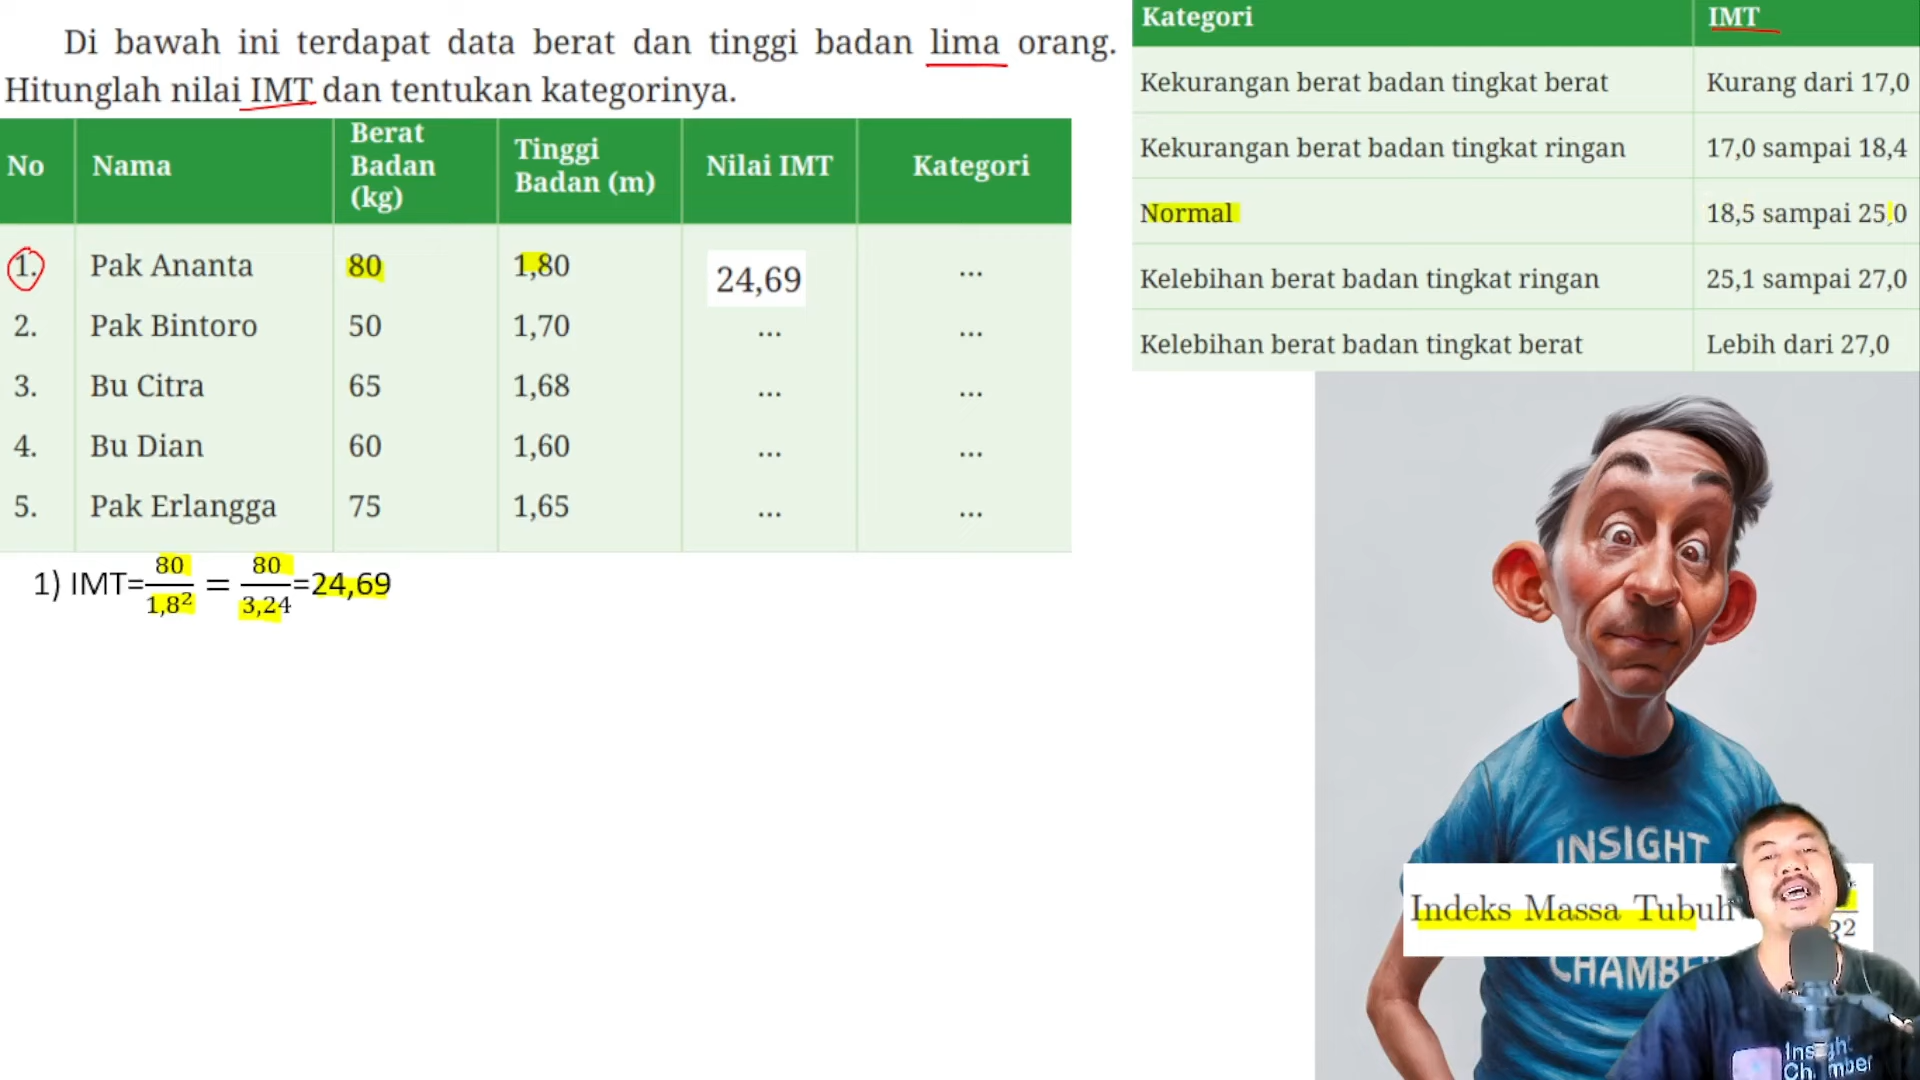 Di bawah ini terdapat data berat dan tinggi badan lima orang.
Hitunglah nilai IMT dan tentukan kategorinya.
No Nama Berat Badan (kg) Tinggi Badan (m) Nilai IMT Kategori
1. Pak Ananta 80 1,80 24,69 ...
2. Pak Bintoro 50 1,70 ... ...
3. Bu Citra 65 1,68 ... ...
4. Bu Dian 60 1,60 ... ...
5. Pak Erlangga 75 1,65 ... ...
1) IMT=80/1,8² = 80/3,24=24,69
Kategori IMT
Kekurangan berat badan tingkat berat Kurang dari 17,0
Kekurangan berat badan tingkat ringan 17,0 sampai 18,4
Normal 18,5 sampai 25,0
Kelebihan berat badan tingkat ringan 25,1 sampai 27,0
Kelebihan berat badan tingkat berat Lebih dari 27,0
INSIGHT
Indeks Massa Tubuh